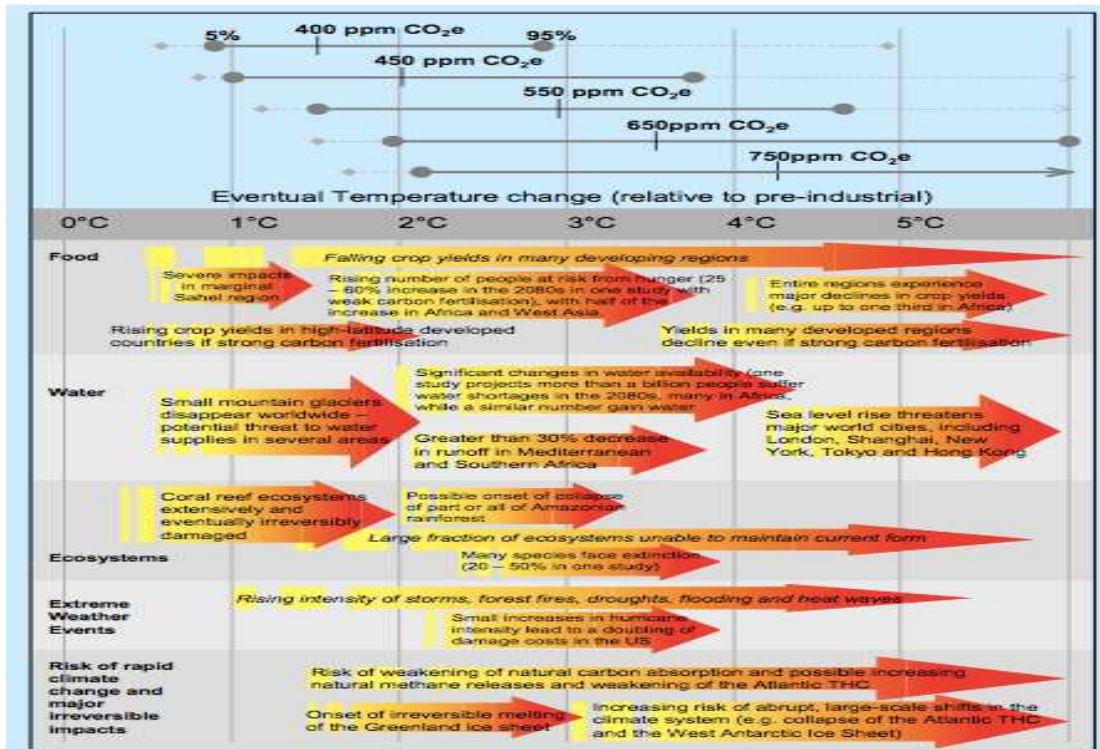 5%
400 ppm CO₂e
95%
450 ppm CO₂e
550 ppm CO₂e
650ppm CO₂e
750ppm CO₂e
Eventual Temperature change (relative to pre-industrial)
0°C 1°C 2°C 3°C 4°C 5°C
Food
Falling crop yields in many developing regions
Severe impacts
in marginal
Sahel region
Rising number of people at risk from hunger (25
– 60% increase in the 2080s in one study with
weak carbon fertilisation), with half of the
increase in Africa and West Asia.
Entire regions experience
major declines in crop yields
(e.g. up to one third in Africa)
Rising crop yields in high-latitude developed
countries if strong carbon fertilisation
Yields in many developed regions
decline even if strong carbon fertilisation
Water
Small mountain glaciers
disappear worldwide –
potential threat to water
supplies in several areas
Significant changes in water availability (one
study projects more than a billion people suffer
water shortages in the 2080s, many in Africa,
while a similar number gain water
Greater than 30% decrease
in runoff in Mediterranean
and Southern Africa
Sea level rise threatens
major world cities, including
London, Shanghai, New
York, Tokyo and Hong Kong
Ecosystems
Coral reef ecosystems
extensively and
eventually irreversibly
damaged
Possible onset of collapse
of part or all of Amazonian
rainforest
Large fraction of ecosystems unable to maintain current form
Many species face extinction
(20 – 50% in one study)
Extreme
Weather
Events
Rising intensity of storms, forest fires, droughts, flooding and heat waves
Small increases in hurricane
intensity lead to a doubling of
damage costs in the US
Risk of rapid
climate
change and
major
irreversible
impacts
Risk of weakening of natural carbon absorption and possible increasing
natural methane releases and weakening of the Atlantic THC
Onset of irreversible melting
of the Greenland ice sheet
Increasing risk of abrupt, large-scale shifts in the
climate system (e.g. collapse of the Atlantic THC
and the West Antarctic Ice Sheet)